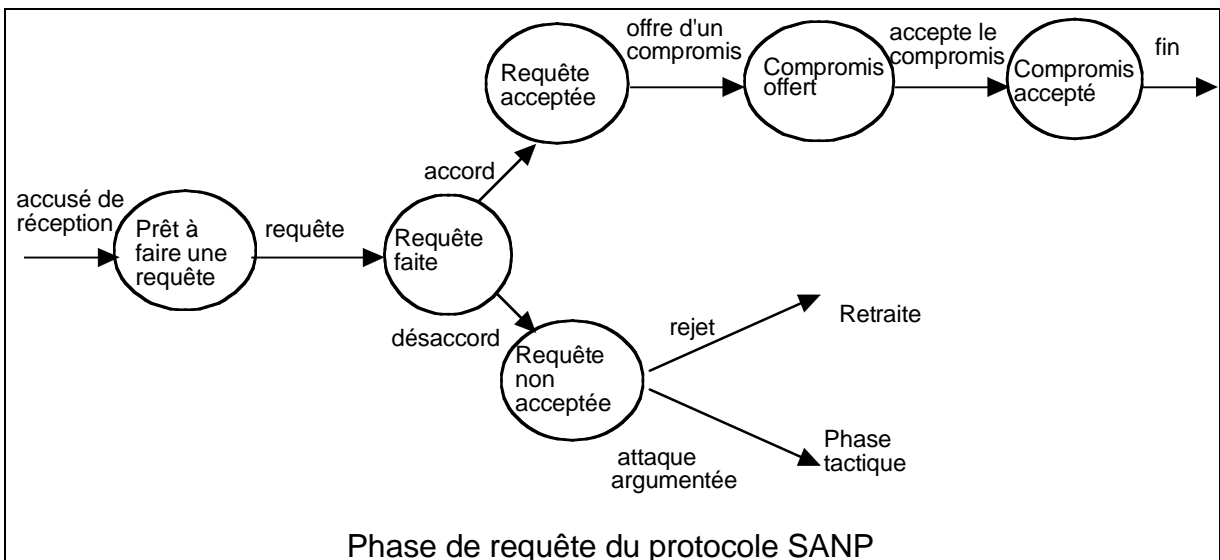 offre d'un
compromis
accepte le
compromis
fin
Requête
acceptée
Compromis
offert
Compromis
accepté
accord
accusé de
réception
Prêt à
faire une
requête
requête
Requête
faite
désaccord
Requête
non
acceptée
rejet
Retraite
attaque
argumentée
Phase
tactique
Phase de requête du protocole SANP